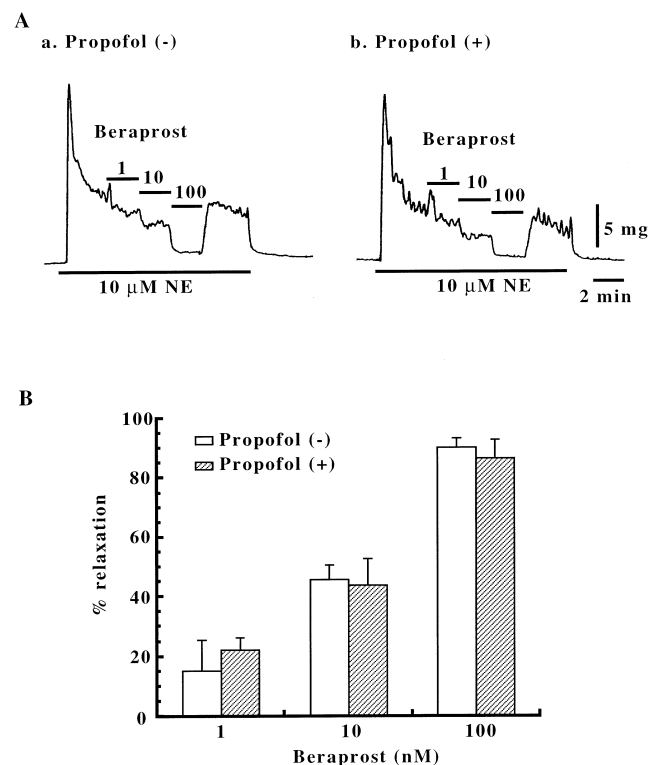 A
a. Propofol (-)
b. Propofol (+)
Beraprost
1
10
100
10 μM NE
Beraprost
1
10
100
10 μM NE
5 mg
2 min
B
% relaxation
100
80
60
40
20
0
Propofol (-)
Propofol (+)
1 10 100
Beraprost (nM)